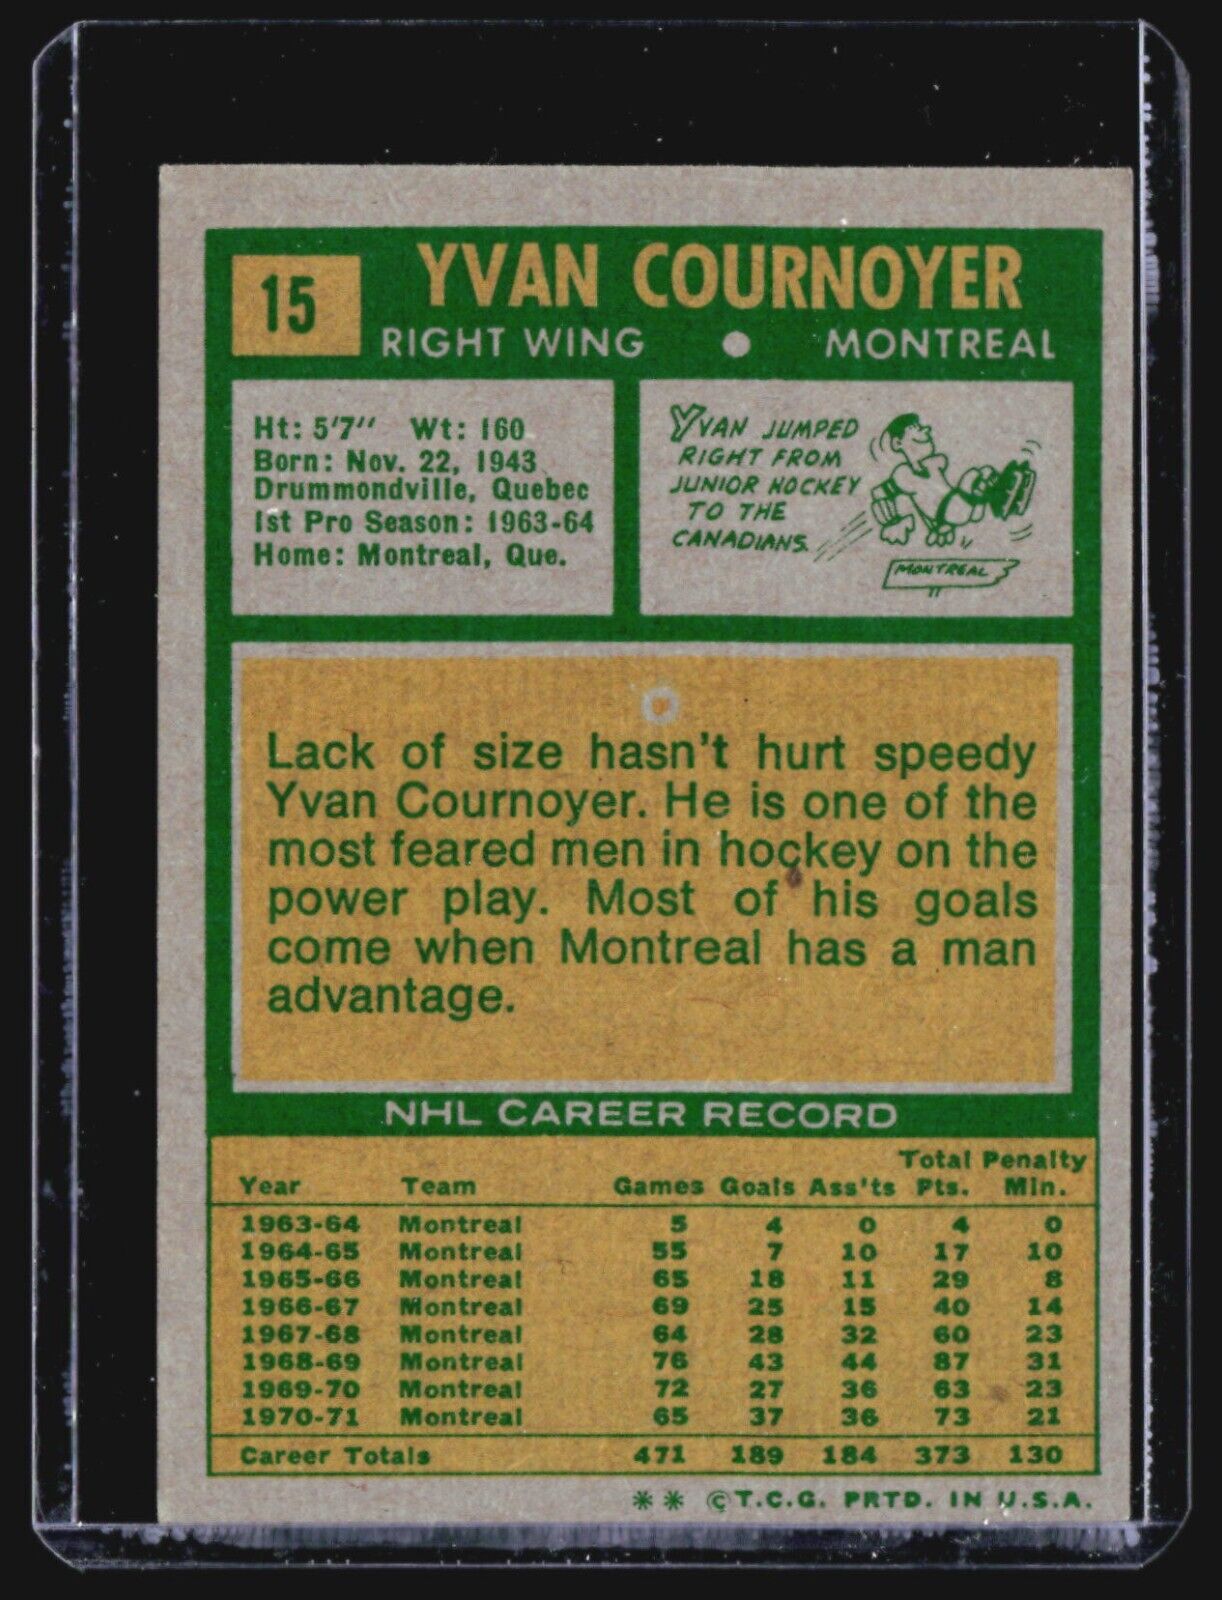 15
YVAN COURNOYER
RIGHT WING ● MONTREAL
Ht: 5'7" Wt: 160
Born: Nov. 22, 1943
Drummondville, Quebec
1st Pro Season: 1963-64
Home: Montreal, Que.
YVAN JUMPED
RIGHT FROM
JUNIOR HOCKEY
TO THE
CANADIANS.
MONTREAL
Lack of size hasn't hurt speedy
Yvan Cournoyer. He is one of the
most feared men in hockey on the
power play. Most of his goals
come when Montreal has a man
advantage.
NHL CAREER RECORD
Total Penalty
Year Team Games Goals Ass'ts Pts. Min.
1963-64 Montreal 5 4 0 4 0
1964-65 Montreal 55 7 10 17 10
1965-66 Montreal 65 18 11 29 8
1966-67 Montreal 69 25 15 40 14
1967-68 Montreal 64 28 32 60 23
1968-69 Montreal 76 43 44 87 31
1969-70 Montreal 72 27 36 63 23
1970-71 Montreal 65 37 36 73 21
Career Totals 471 189 184 373 130
** ©T.C.G. PRTD. IN U.S.A.